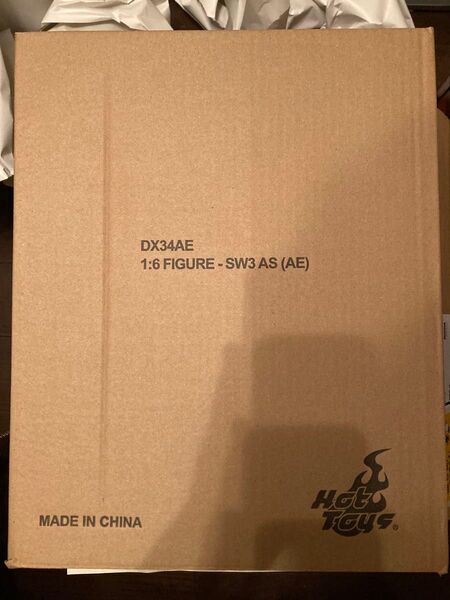 DX34AE
1:6 FIGURE - SW3 AS (AE)
MADE IN CHINA
Hot
Toys®